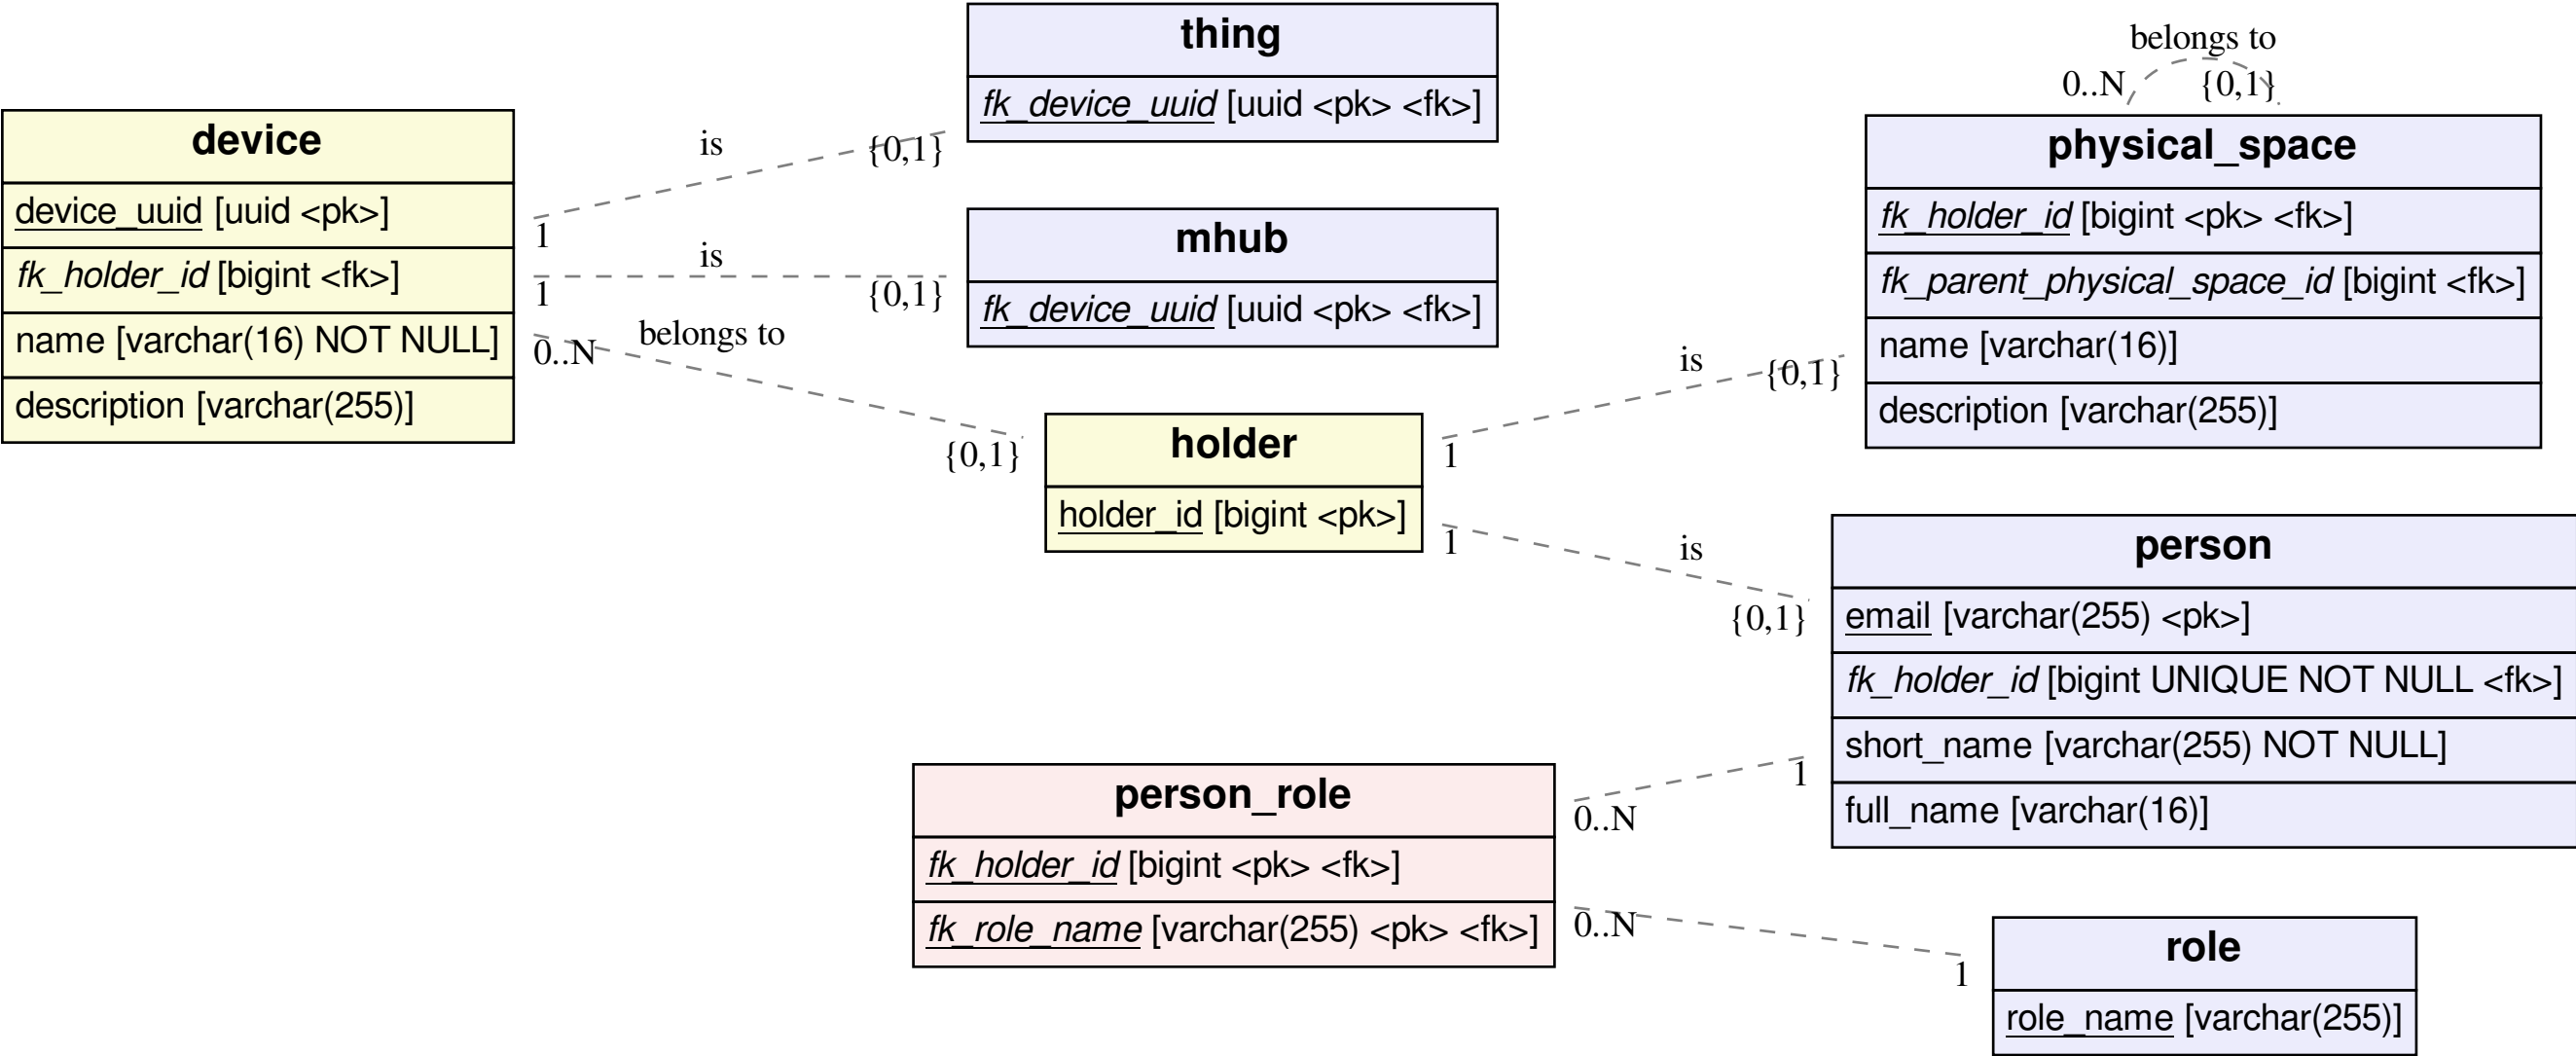 thing
fk_device_uuid [uuid <pk> <fk>]
belongs to
0..N
{0,1}
device
device_uuid [uuid <pk>]
fk_holder_id [bigint <fk>]
name [varchar(16) NOT NULL]
description [varchar(255)]
is
1
{0,1}
is
1
{0,1}
belongs to
0..N
{0,1}
mhub
fk_device_uuid [uuid <pk> <fk>]
physical_space
fk_holder_id [bigint <pk> <fk>]
fk_parent_physical_space_id [bigint <fk>]
name [varchar(16)]
description [varchar(255)]
holder
holder_id [bigint <pk>]
is
1
{0,1}
is
1
{0,1}
person
email [varchar(255) <pk>]
fk_holder_id [bigint UNIQUE NOT NULL <fk>]
short_name [varchar(255) NOT NULL]
full_name [varchar(16)]
person_role
fk_holder_id [bigint <pk> <fk>]
fk_role_name [varchar(255) <pk> <fk>]
0..N
1
0..N
1
role
role_name [varchar(255)]